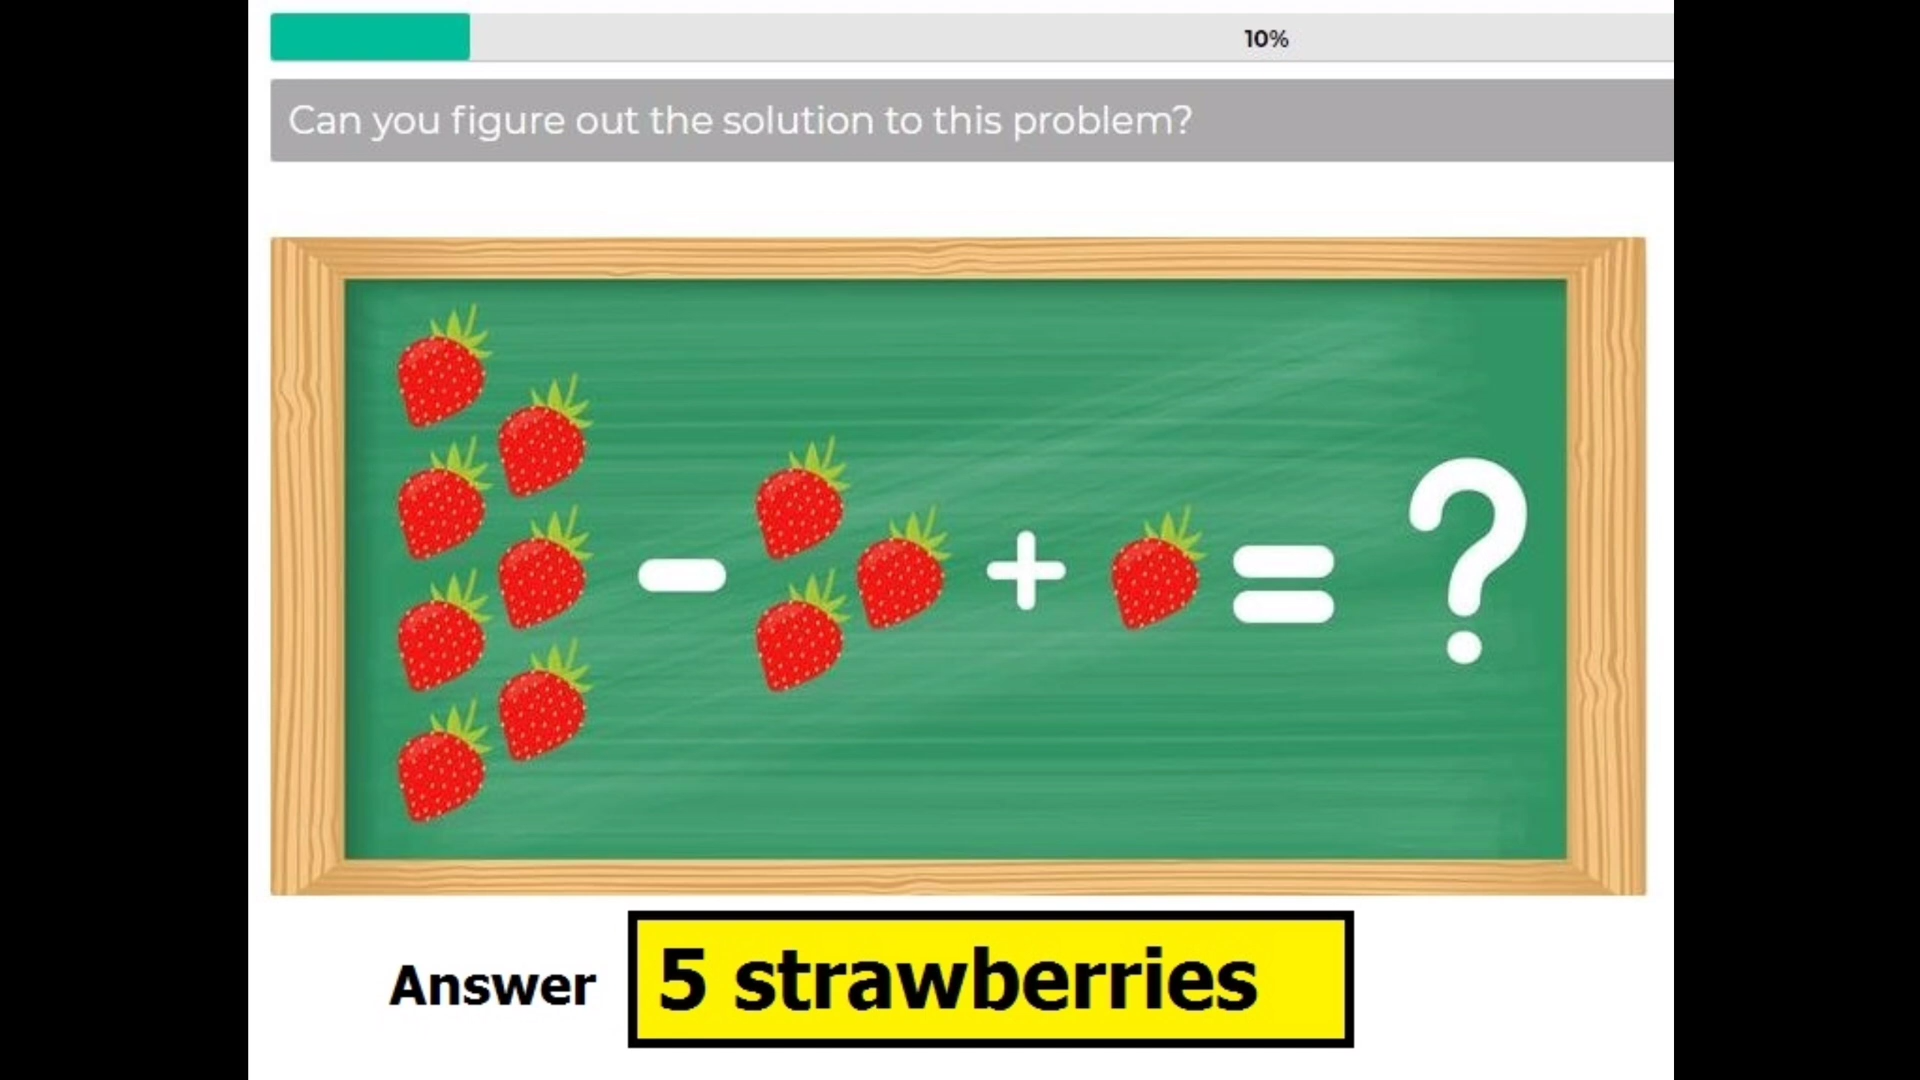 10%
Can you figure out the solution to this problem?
- + = ?
Answer 5 strawberries